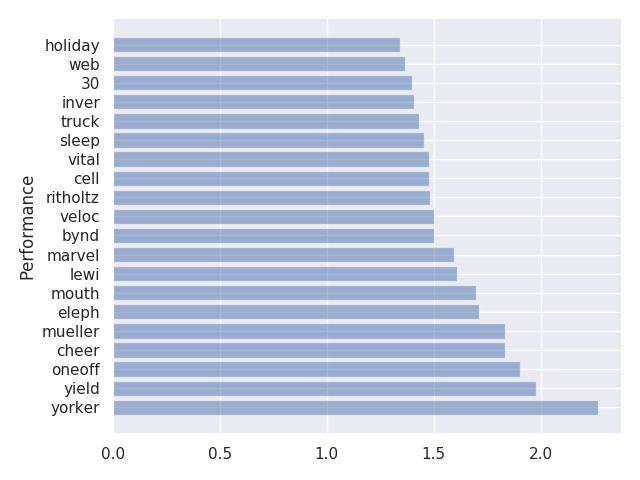 holiday
web
30
inver
truck
sleep
vital
cell
ritholtz
veloc
bynd
marvel
lewi
mouth
eleph
mueller
cheer
oneoff
yield
yorker
Performance
0.0 0.5 1.0 1.5 2.0